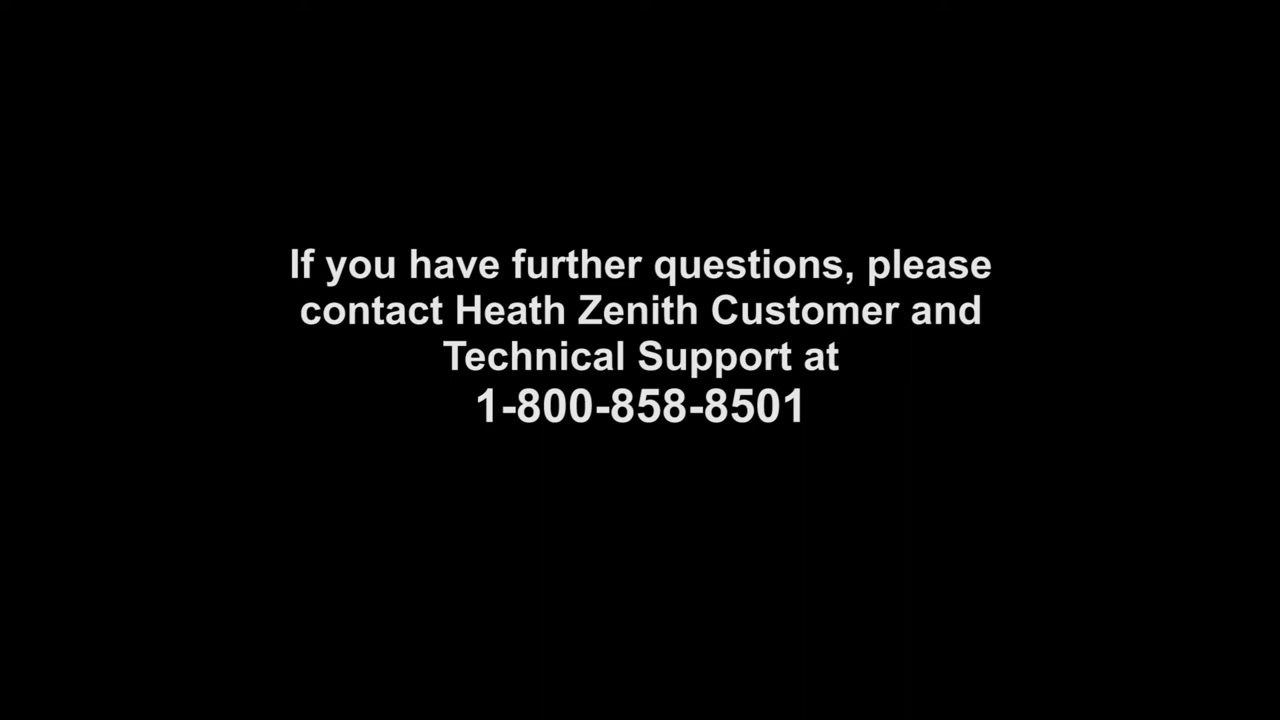 If you have further questions, please
contact Heath Zenith Customer and
Technical Support at
1-800-858-8501